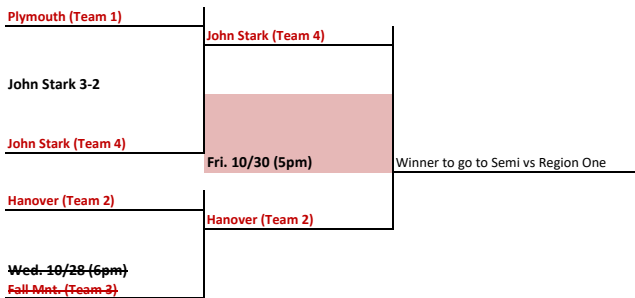 Plymouth (Team 1)
John Stark (Team 4)
John Stark 3-2
John Stark (Team 4)
Fri. 10/30 (5pm)
Winner to go to Semi vs Region One
Hanover (Team 2)
Hanover (Team 2)
Wed. 10/28 (6pm)
Fall Mnt. (Team 3)